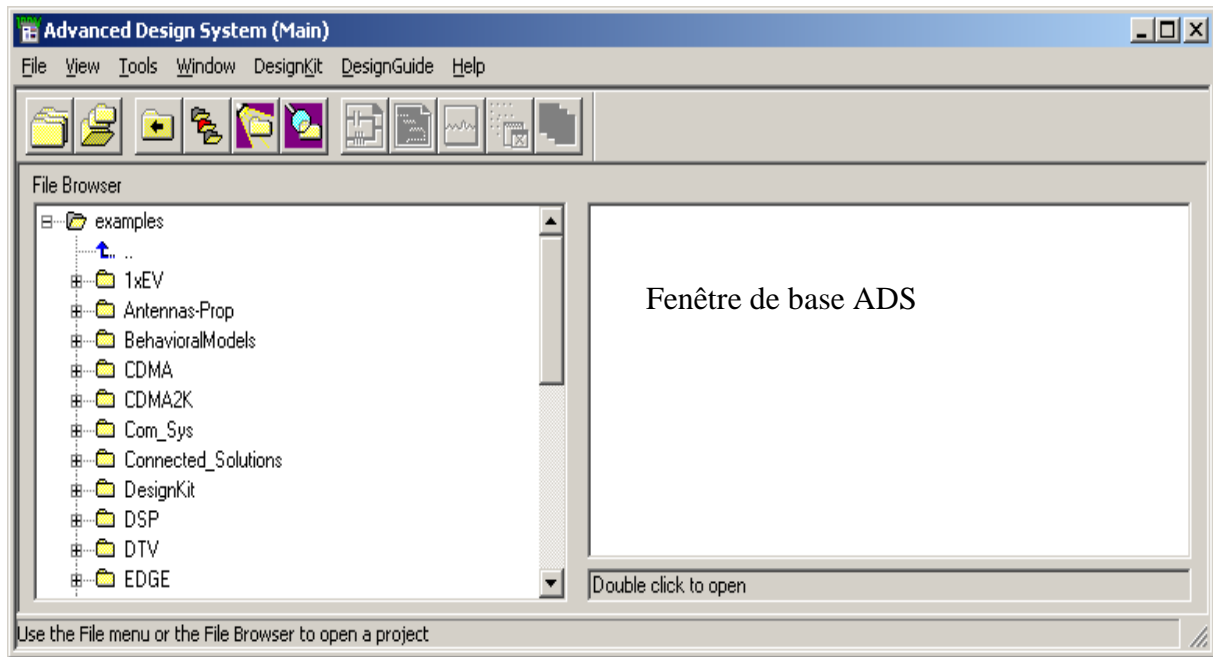 Advanced Design System (Main)
File View Tools Window DesignKit DesignGuide Help
File Browser
examples
..
1xEV
Antennas-Prop
BehavioralModels
CDMA
CDMA2K
Com_Sys
Connected_Solutions
DesignKit
DSP
DTV
EDGE
Fenêtre de base ADS
Double click to open
Use the File menu or the File Browser to open a project